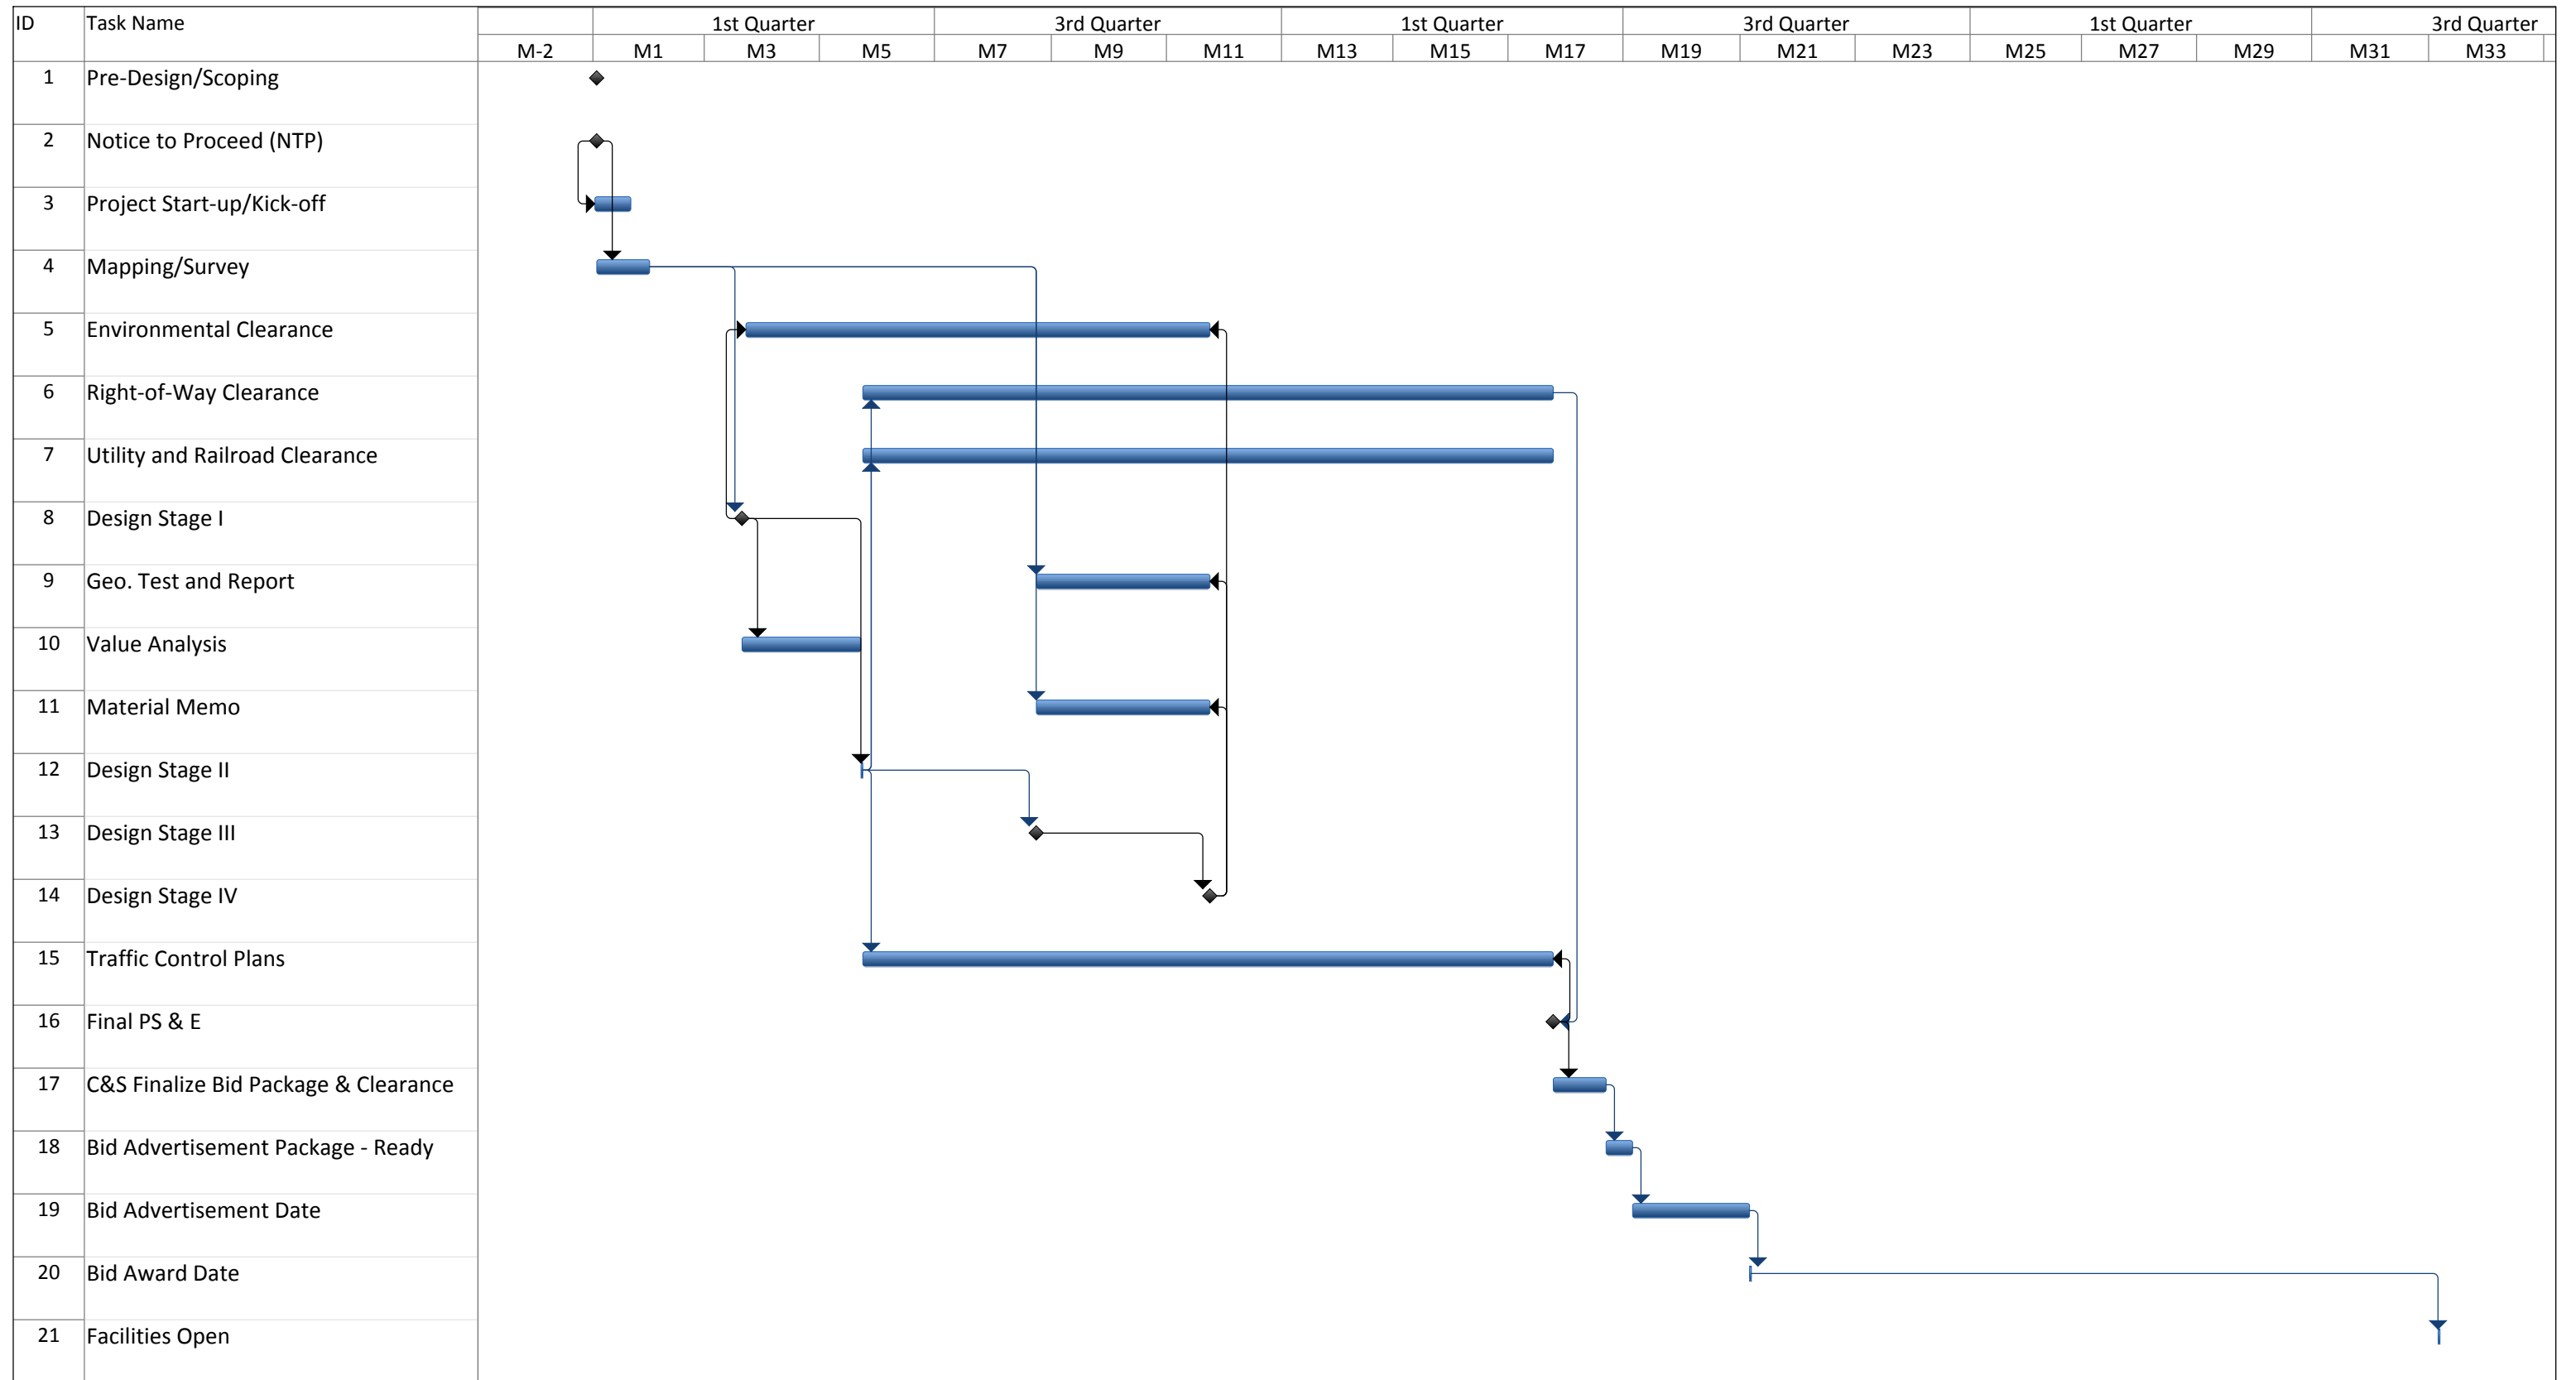 ID Task Name 1st Quarter 3rd Quarter 1st Quarter 3rd Quarter 1st Quarter 3rd Quarter
M-2 M1 M3 M5 M7 M9 M11 M13 M15 M17 M19 M21 M23 M25 M27 M29 M31 M33
1 Pre-Design/Scoping
2 Notice to Proceed (NTP)
3 Project Start-up/Kick-off
4 Mapping/Survey
5 Environmental Clearance
6 Right-of-Way Clearance
7 Utility and Railroad Clearance
8 Design Stage I
9 Geo. Test and Report
10 Value Analysis
11 Material Memo
12 Design Stage II
13 Design Stage III
14 Design Stage IV
15 Traffic Control Plans
16 Final PS & E
17 C&S Finalize Bid Package & Clearance
18 Bid Advertisement Package - Ready
19 Bid Advertisement Date
20 Bid Award Date
21 Facilities Open